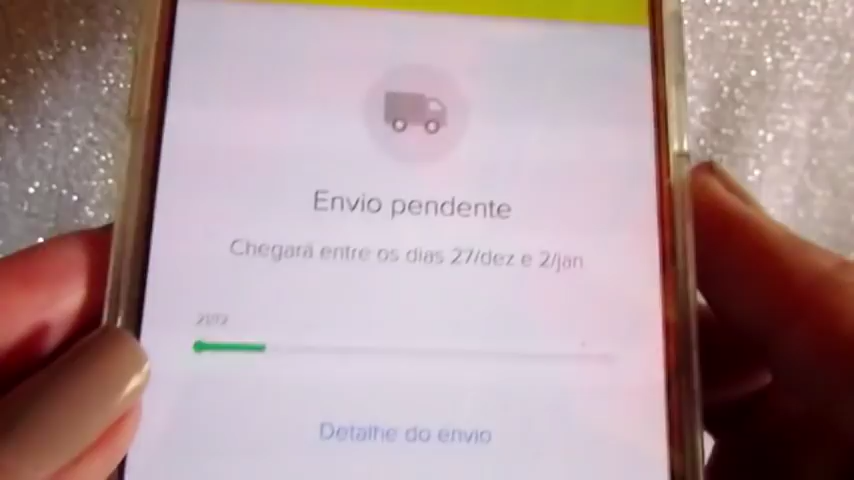 Envio pendente
Chegará entre os dias 27/dez e 2/jan
Detalhe do envio